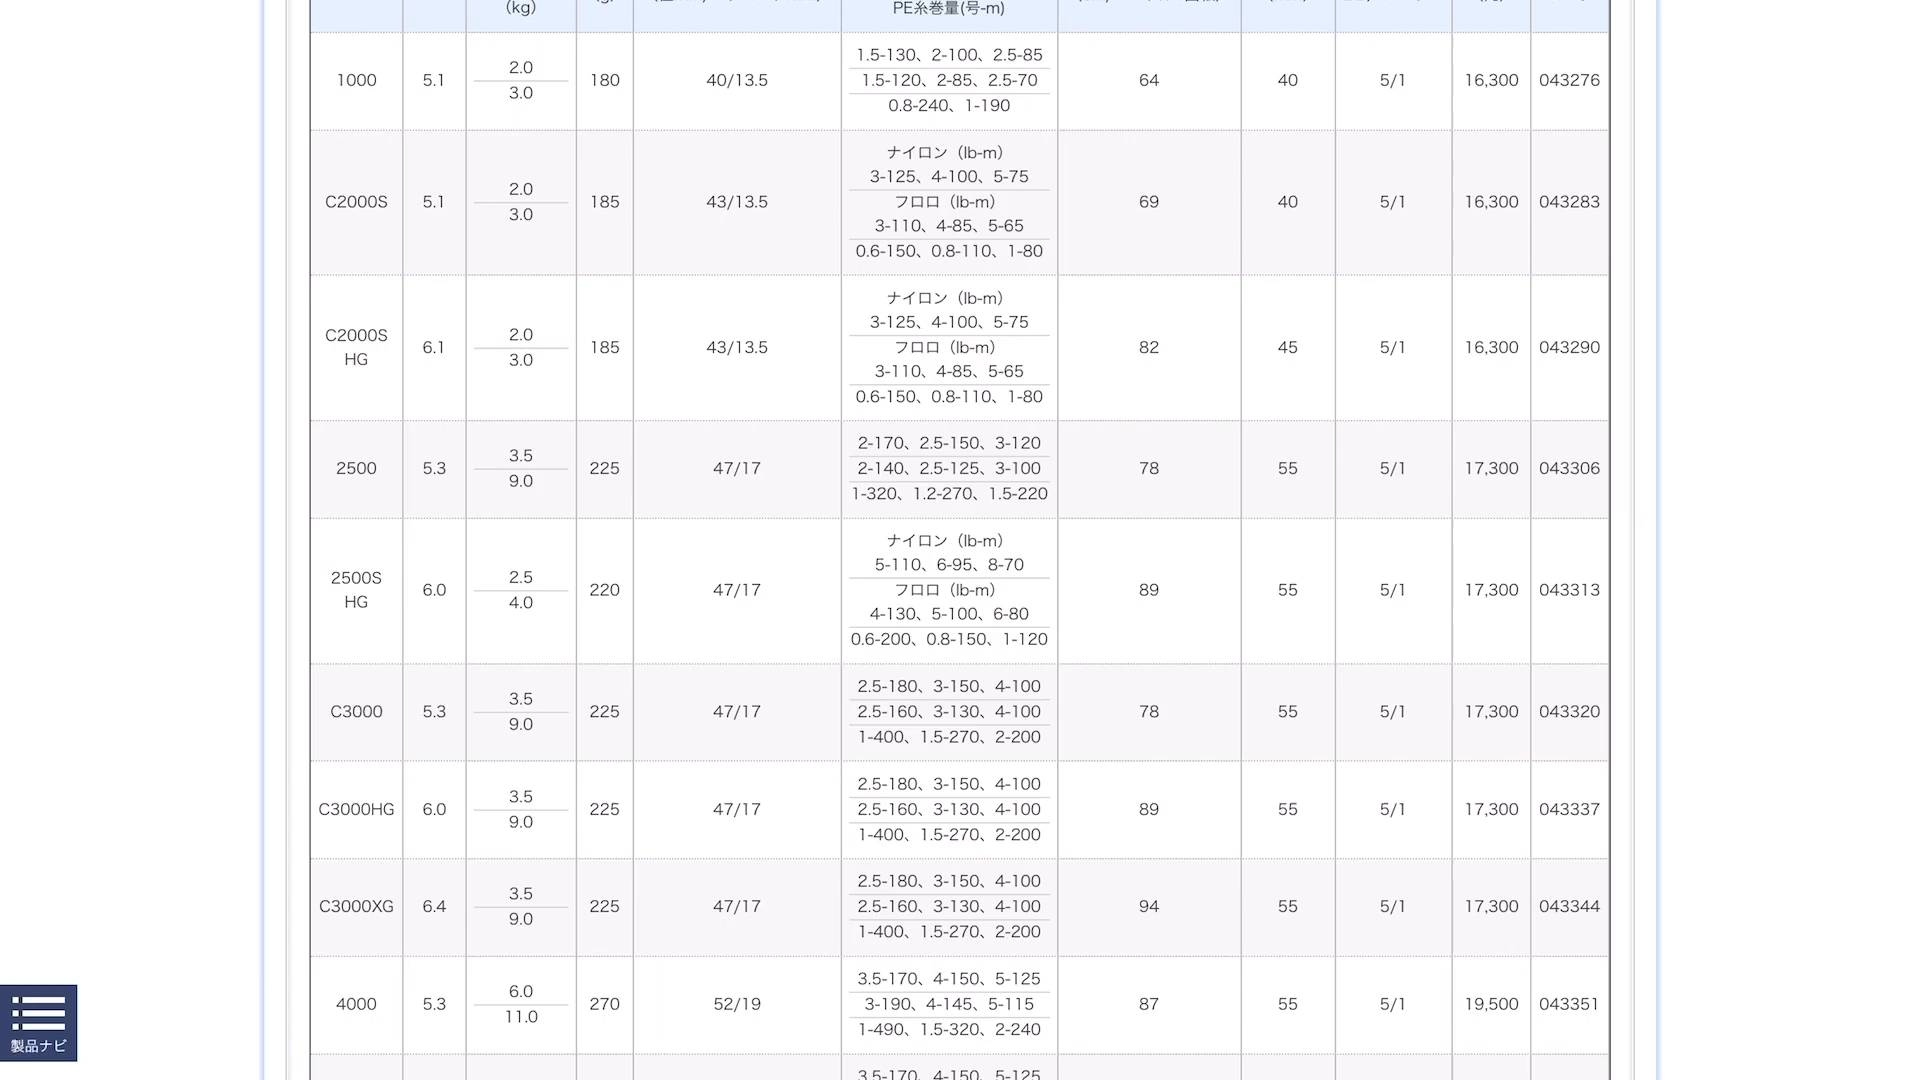 (kg)
PE糸巻量(号-m)
1000 5.1 2.0 3.0 180 40/13.5 1.5-130、2-100、2.5-85 1.5-120、2-85、2.5-70 0.8-240、1-190 64 40 5/1 16,300 043276
C2000S 5.1 2.0 3.0 185 43/13.5 ナイロン（lb-m） 3-125、4-100、5-75 フロロ（lb-m） 3-110、4-85、5-65 0.6-150、0.8-110、1-80 69 40 5/1 16,300 043283
C2000S HG 6.1 2.0 3.0 185 43/13.5 ナイロン（lb-m） 3-125、4-100、5-75 フロロ（lb-m） 3-110、4-85、5-65 0.6-150、0.8-110、1-80 82 45 5/1 16,300 043290
2500 5.3 3.5 9.0 225 47/17 2-170、2.5-150、3-120 2-140、2.5-125、3-100 1-320、1.2-270、1.5-220 78 55 5/1 17,300 043306
2500S HG 6.0 2.5 4.0 220 47/17 ナイロン（lb-m） 5-110、6-95、8-70 フロロ（lb-m） 4-130、5-100、6-80 0.6-200、0.8-150、1-120 89 55 5/1 17,300 043313
C3000 5.3 3.5 9.0 225 47/17 2.5-180、3-150、4-100 2.5-160、3-130、4-100 1-400、1.5-270、2-200 78 55 5/1 17,300 043320
C3000HG 6.0 3.5 9.0 225 47/17 2.5-180、3-150、4-100 2.5-160、3-130、4-100 1-400、1.5-270、2-200 89 55 5/1 17,300 043337
C3000XG 6.4 3.5 9.0 225 47/17 2.5-180、3-150、4-100 2.5-160、3-130、4-100 1-400、1.5-270、2-200 94 55 5/1 17,300 043344
4000 5.3 6.0 11.0 270 52/19 3.5-170、4-150、5-125 3-190、4-145、5-115 1-490、1.5-320、2-240 87 55 5/1 19,500 043351
3.5-170、4-150、5-125
製品ナビ